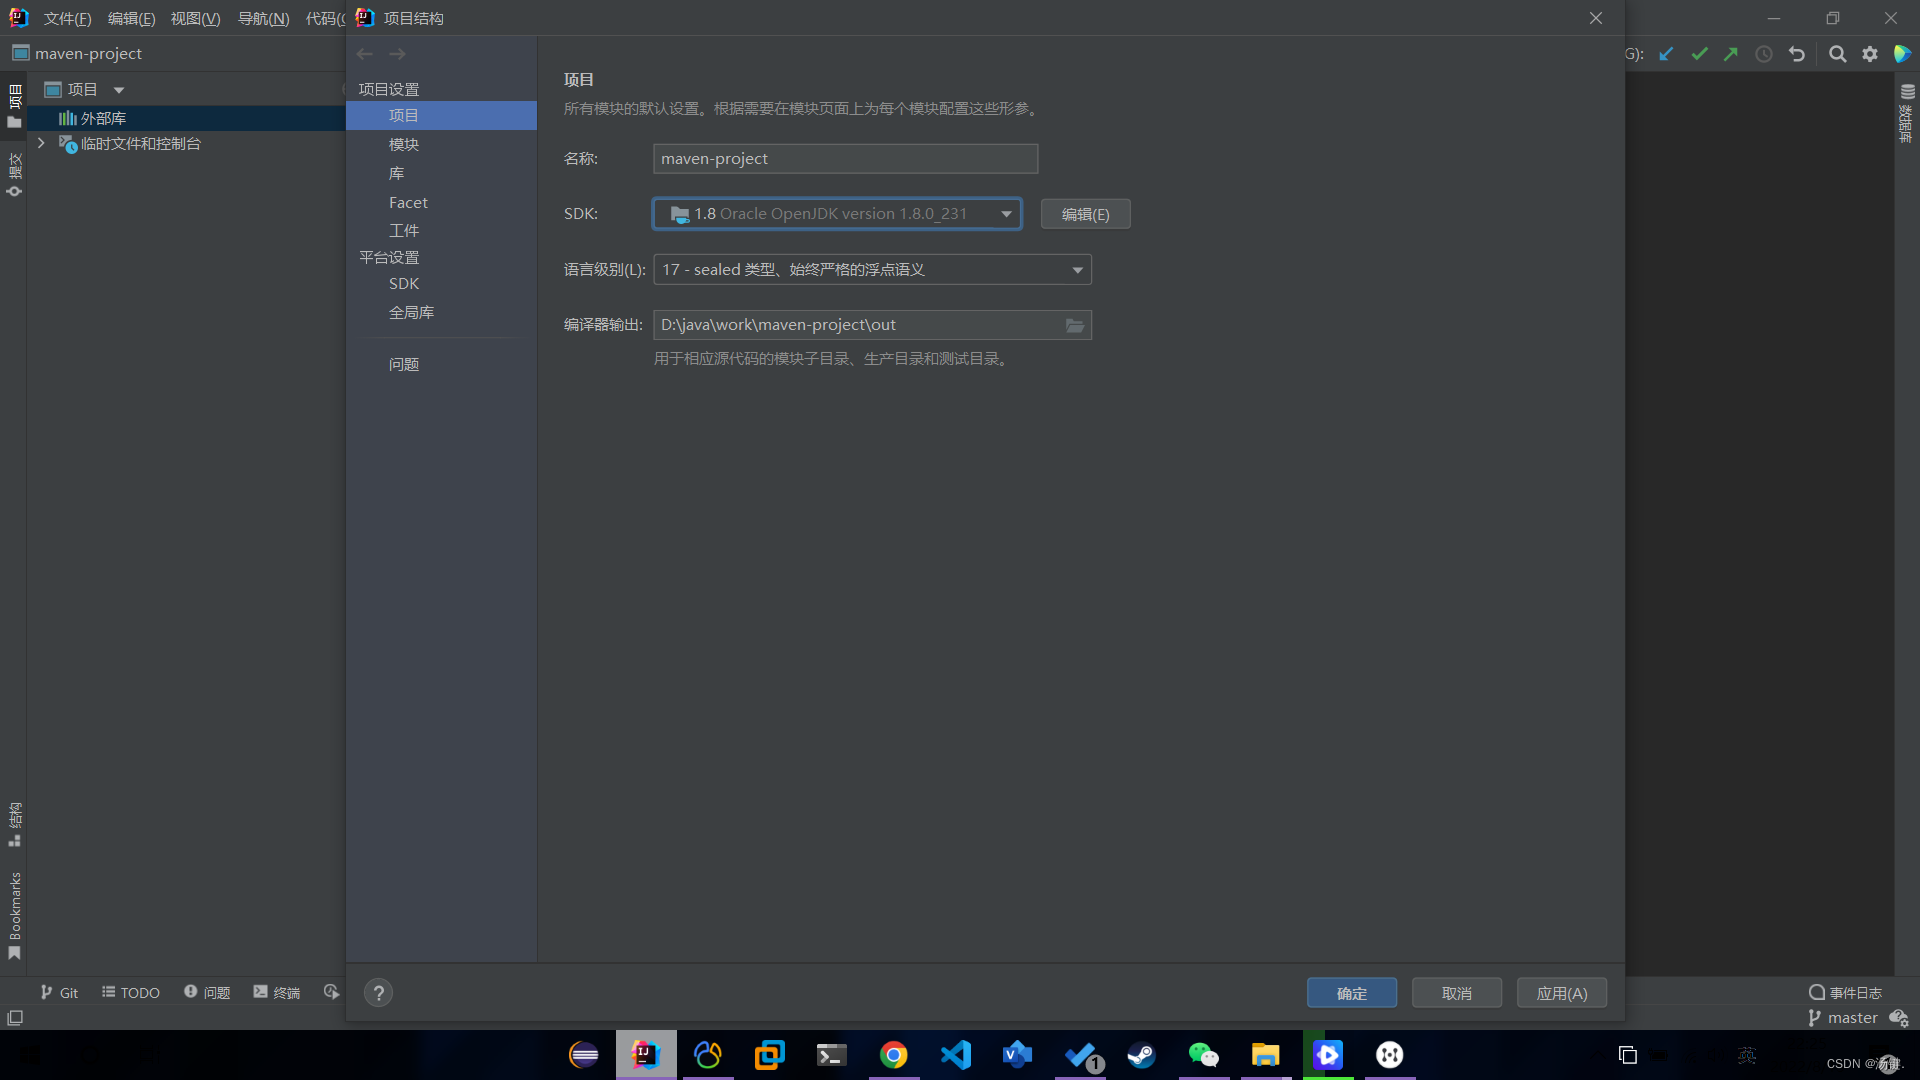 文件(F) 编辑(E) 视图(V) 导航(N) 代码(C
项目结构
maven-project
G):
项目
外部库
临时文件和控制台
项目
提交
结构
Bookmarks
项目设置
项目
模块
库
Facet
工件
平台设置
SDK
全局库
问题
项目
所有模块的默认设置。根据需要在模块页面上为每个模块配置这些形参。
名称: maven-project
SDK: 1.8 Oracle OpenJDK version 1.8.0_231 编辑(E)
语言级别(L): 17 - sealed 类型、始终严格的浮点语义
编译器输出: D:\java\work\maven-project\out
用于相应源代码的模块子目录、生产目录和测试目录。
数据库
? 确定 取消 应用(A)
Git TODO 问题 终端
事件日志
master
1
英
CSDN @汤键.